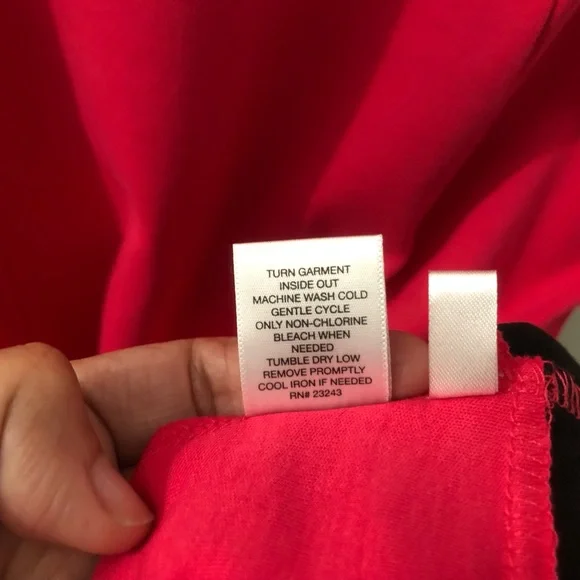 TURN GARMENT
INSIDE OUT
MACHINE WASH COLD
GENTLE CYCLE
ONLY NON-CHLORINE
BLEACH WHEN
NEEDED
TUMBLE DRY LOW
REMOVE PROMPTLY
COOL IRON IF NEEDED
RN# 23243